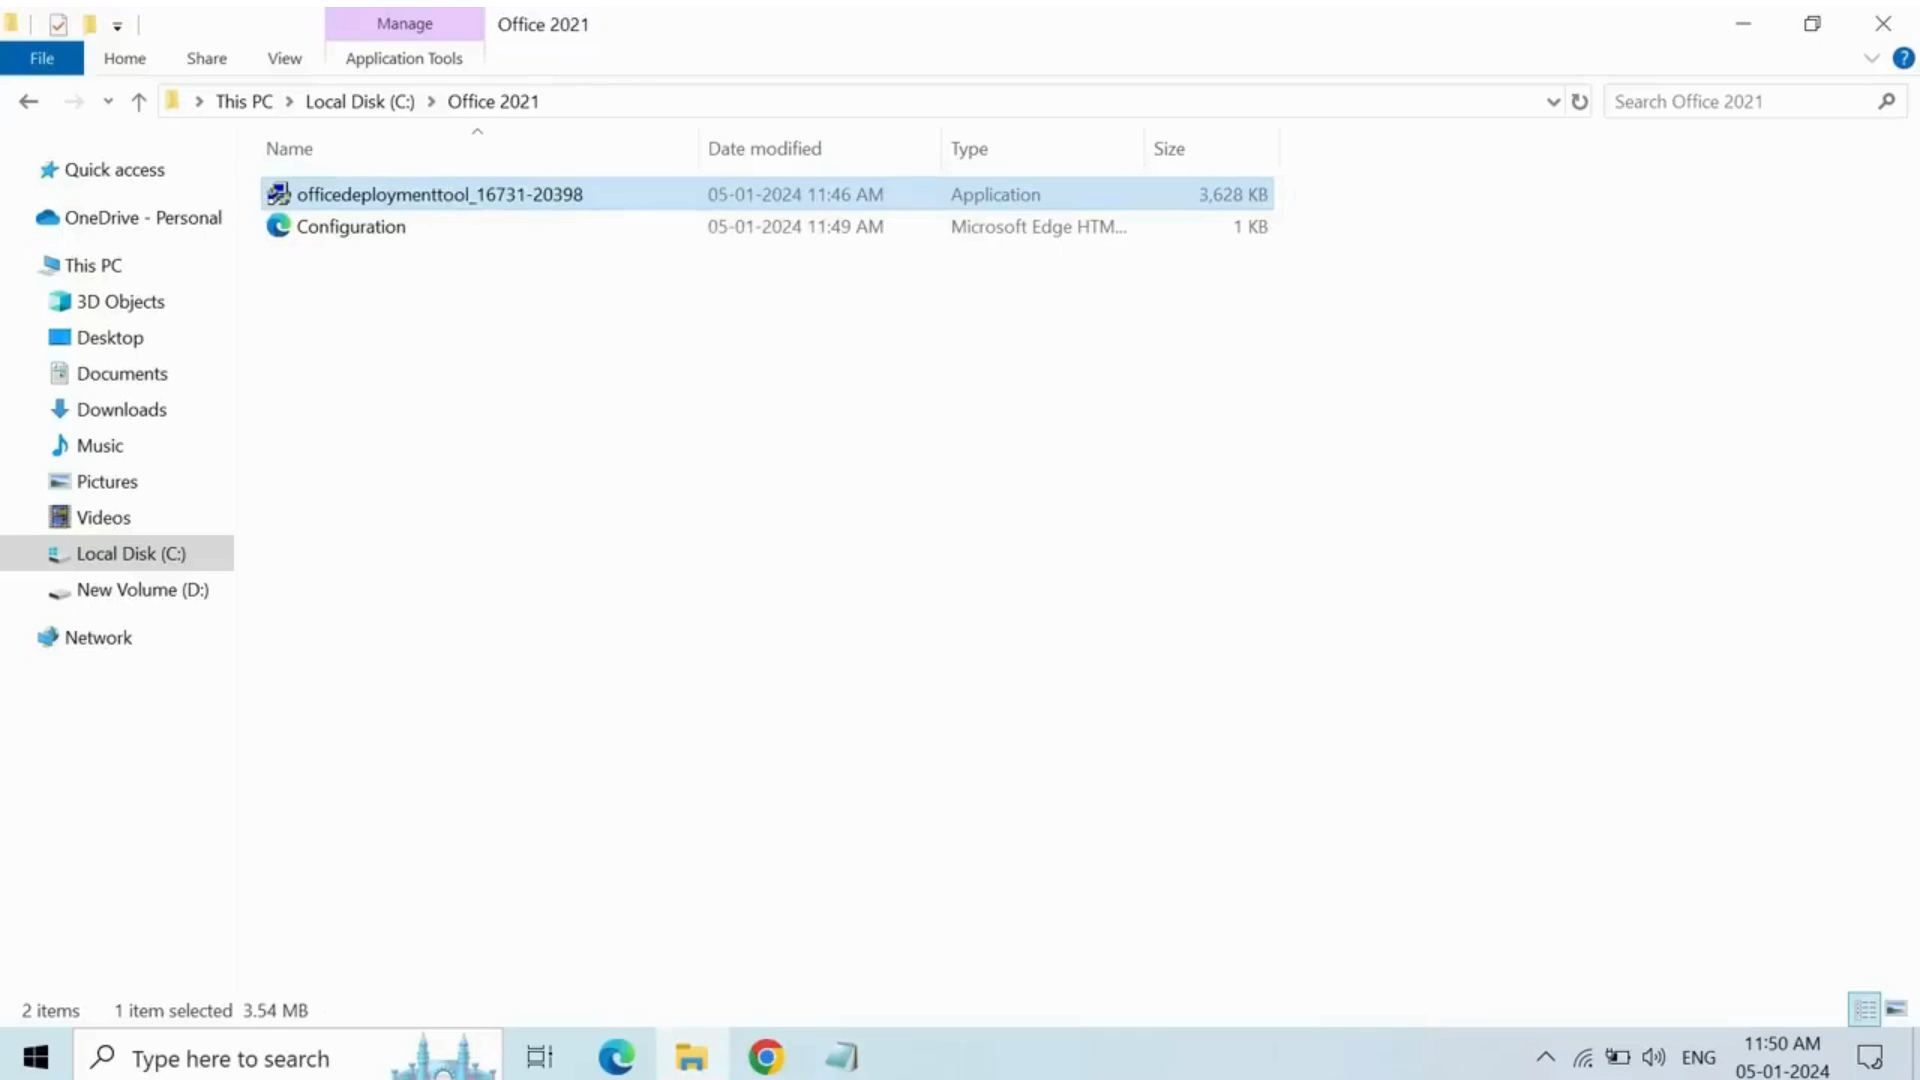 Manage
Office 2021
File
Home
Share
View
Application Tools
?
This PC
Local Disk (C:)
Office 2021
Search Office 2021
Name
Date modified
Type
Size
officedeploymenttool_16731-20398
05-01-2024 11:46 AM
Application
3,628 KB
Configuration
05-01-2024 11:49 AM
Microsoft Edge HTM...
1 KB
Quick access
OneDrive - Personal
This PC
3D Objects
Desktop
Documents
Downloads
Music
Pictures
Videos
Local Disk (C:)
New Volume (D:)
Network
2 items
1 item selected 3.54 MB
Type here to search
ENG
11:50 AM
05-01-2024